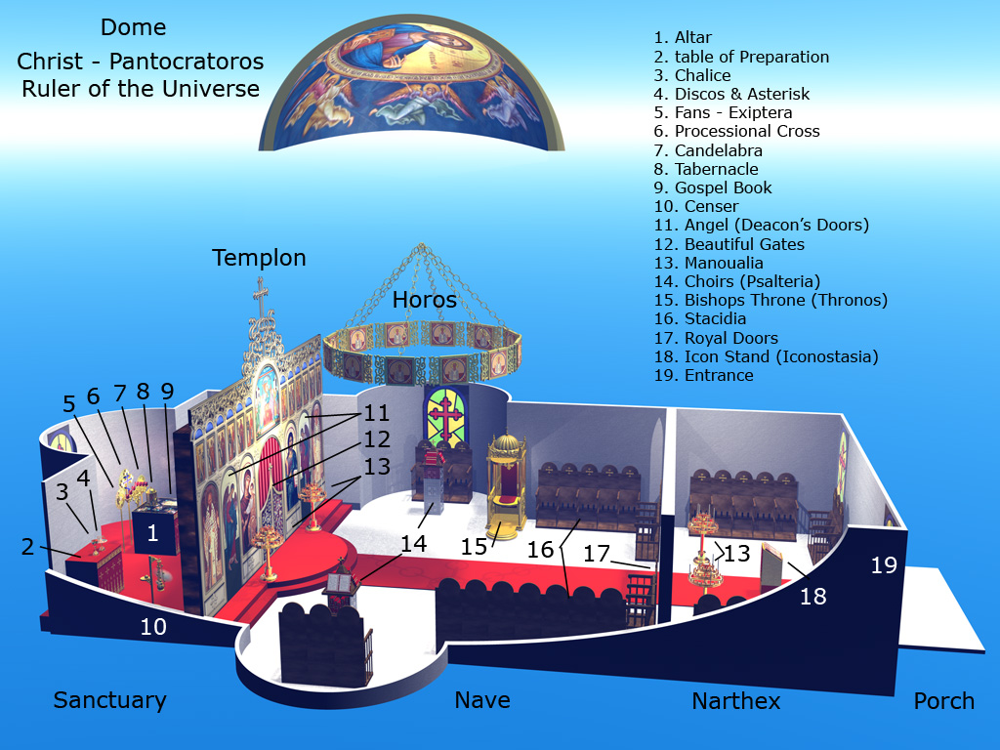 Dome
Christ - Pantocratoros
Ruler of the Universe
1. Altar
2. table of Preparation
3. Chalice
4. Discos & Asterisk
5. Fans - Exiptera
6. Processional Cross
7. Candelabra
8. Tabernacle
9. Gospel Book
10. Censer
11. Angel (Deacon’s Doors)
12. Beautiful Gates
13. Manoualia
14. Choirs (Psalteria)
15. Bishops Throne (Thronos)
16. Stacidia
17. Royal Doors
18. Icon Stand (Iconostasia)
19. Entrance
Templon
Horos
5 6 7 8 9
11
12
13
3 4
2
1
14
15
16
17
13
18
19
10
Sanctuary
Nave
Narthex
Porch